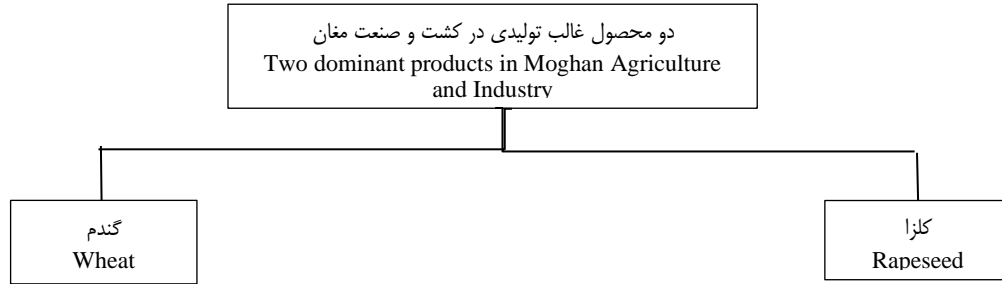 دو محصول غالب تولیدی در کشت و صنعت مغان
Two dominant products in Moghan Agriculture
and Industry
گندم
Wheat
کلزا
Rapeseed